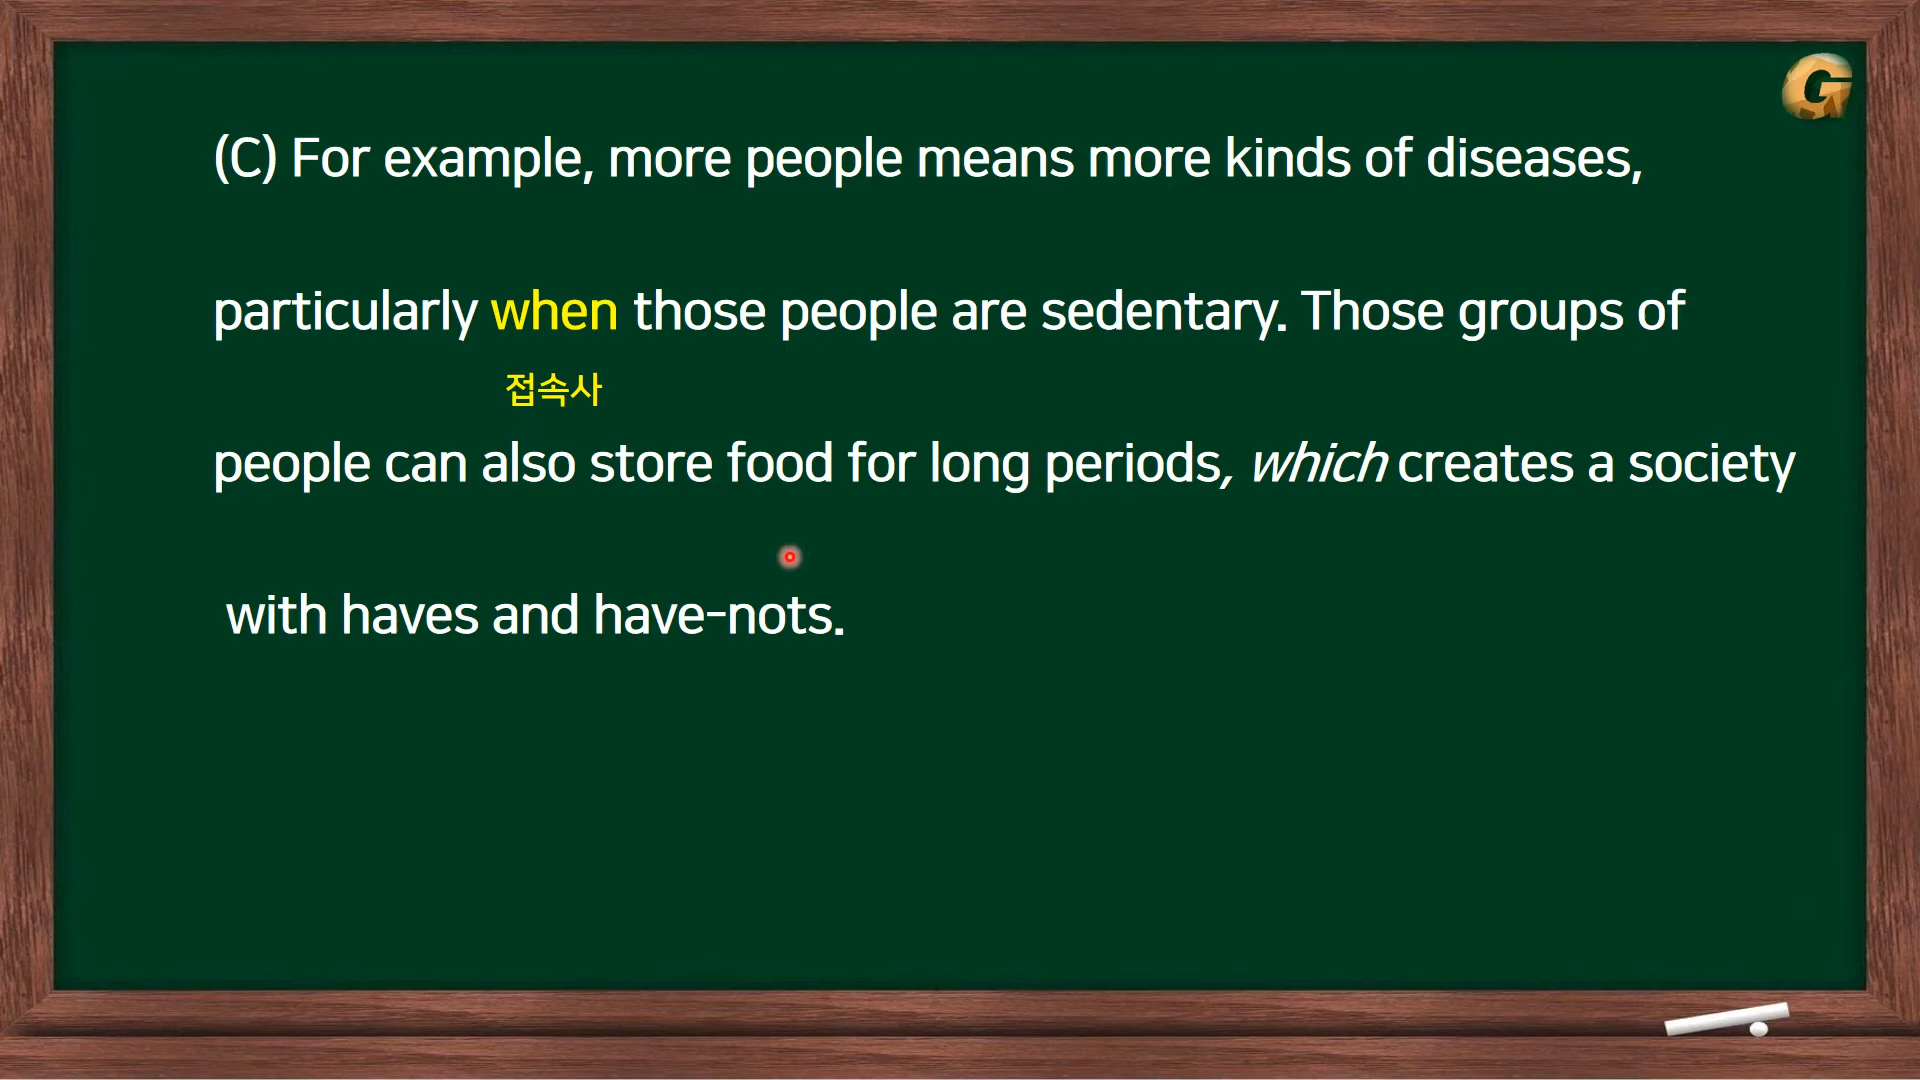 (C) For example, more people means more kinds of diseases,
particularly when those people are sedentary. Those groups of
접속사
people can also store food for long periods, which creates a society
with haves and have-nots.
G